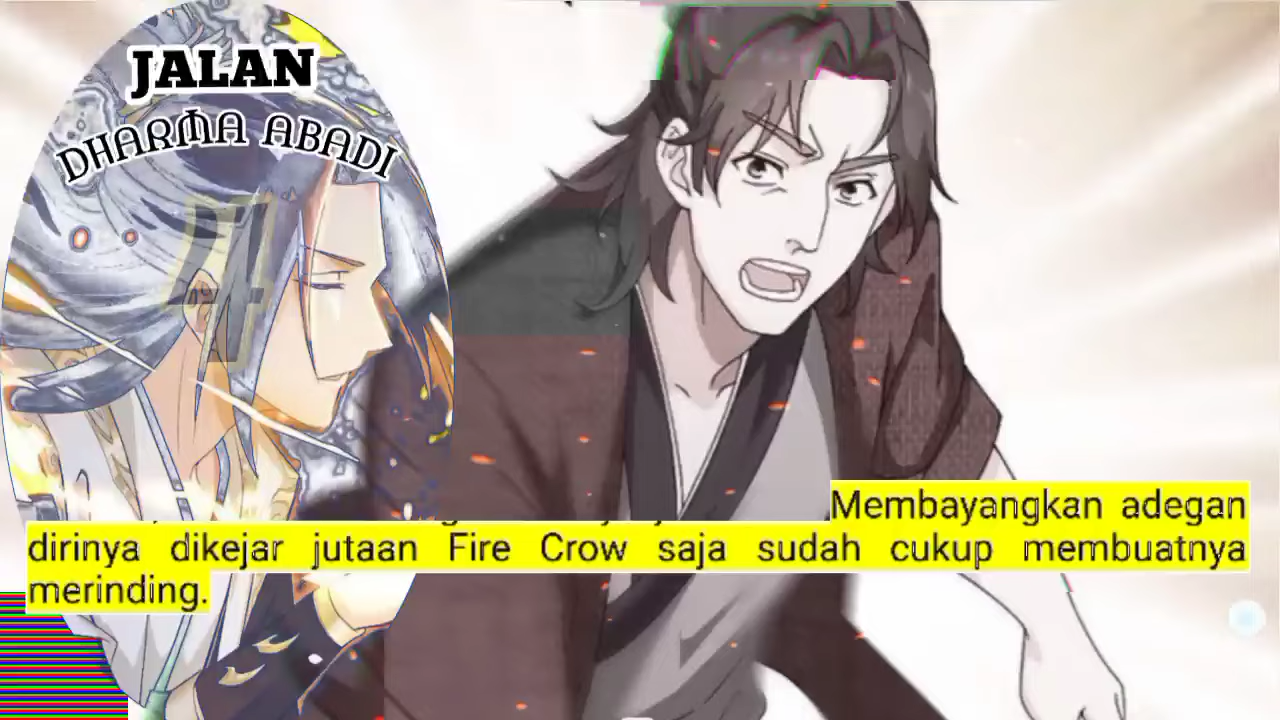 JALAN
DHARMA ABADI
Membayangkan adegan
dirinya dikejar jutaan Fire Crow saja sudah cukup membuatnya
merinding.